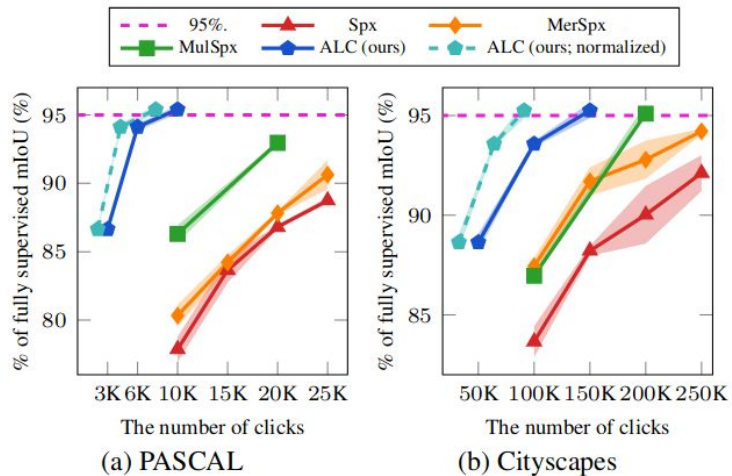 95%. Spx MerSpx
MulSpx ALC (ours) ALC (ours; normalized)
% of fully supervised mIoU (%)
95
90
85
80
3K 6K 10K 15K 20K 25K
The number of clicks
(a) PASCAL
% of fully supervised mIoU (%)
95
90
85
50K 100K 150K 200K 250K
The number of clicks
(b) Cityscapes